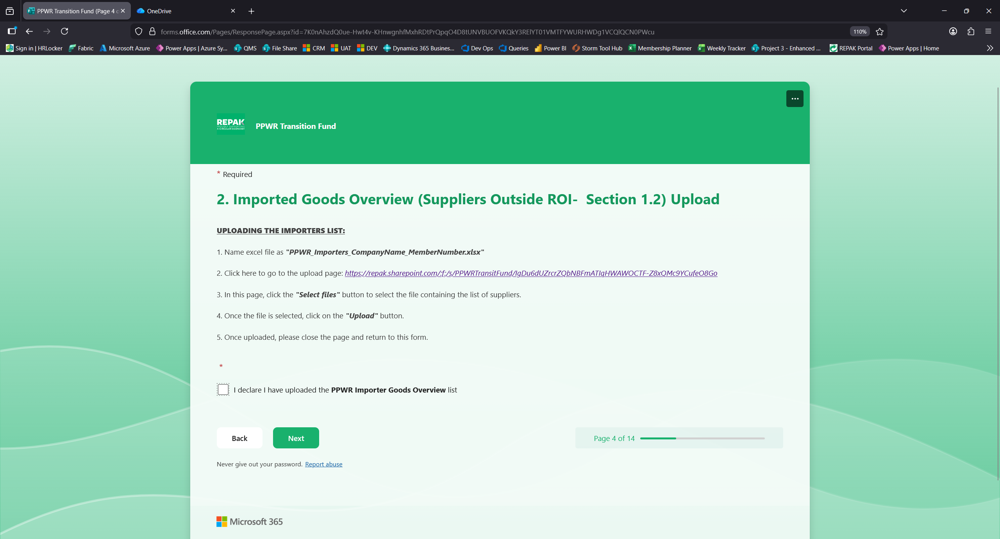 PPWR Transition Fund (Page 4 o
OneDrive
forms.office.com/Pages/ResponsePage.aspx?id=7K0nAhzdQ0ue-Hwt4v-KHnwgnhfMxhRDtPrQpqO4D8tUNVBUOFVKQkY3RElYT01VMTFYWURHWDg1VCQlQCN0PWcu
110%
Sign in | HRLocker
Fabric
Microsoft Azure
Power Apps | Azure Sy...
QMS
File Share
CRM
UAT
DEV
Dynamics 365 Busines...
Dev Ops
Queries
Power BI
Storm Tool Hub
Membership Planner
Weekly Tracker
Project 3 - Enhanced ...
REPAK Portal
Power Apps | Home
REPAK
PROUDLY SUPPORTING
A CIRCULAR ECONOMY
PPWR Transition Fund
* Required
2. Imported Goods Overview (Suppliers Outside ROI-  Section 1.2) Upload
UPLOADING THE IMPORTERS LIST:
1. Name excel file as "PPWR_Importers_CompanyName_MemberNumber.xlsx"
2. Click here to go to the upload page: https://repak.sharepoint.com/:f:/s/PPWRTransitFund/IgDu6dUZrcrZQbNBFmATIqHWAWOCTF-Z8xQMc9YCufeO8Go
3. In this page, click the "Select files" button to select the file containing the list of suppliers.
4. Once the file is selected, click on the "Upload" button.
5. Once uploaded, please close the page and return to this form.
*
I declare I have uploaded the PPWR Importer Goods Overview list
Back
Next
Page 4 of 14
Never give out your password. Report abuse
Microsoft 365